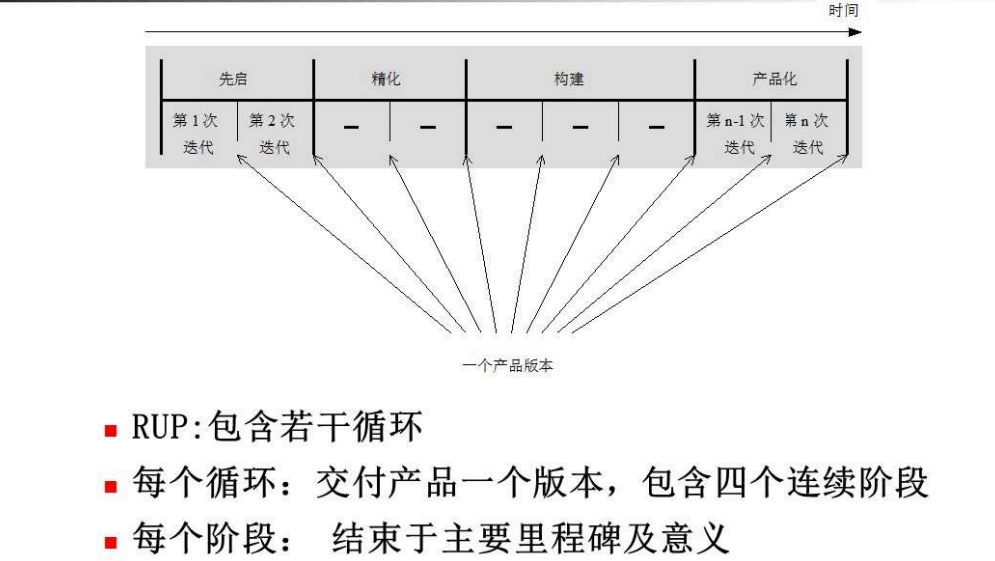 时间
先启 精化 构建 产品化
第1次 第2次 – – – – – 第n-1次 第n次
迭代 迭代 迭代 迭代
一个产品版本
RUP:包含若干循环
每个循环：交付产品一个版本，包含四个连续阶段
每个阶段： 结束于主要里程碑及意义